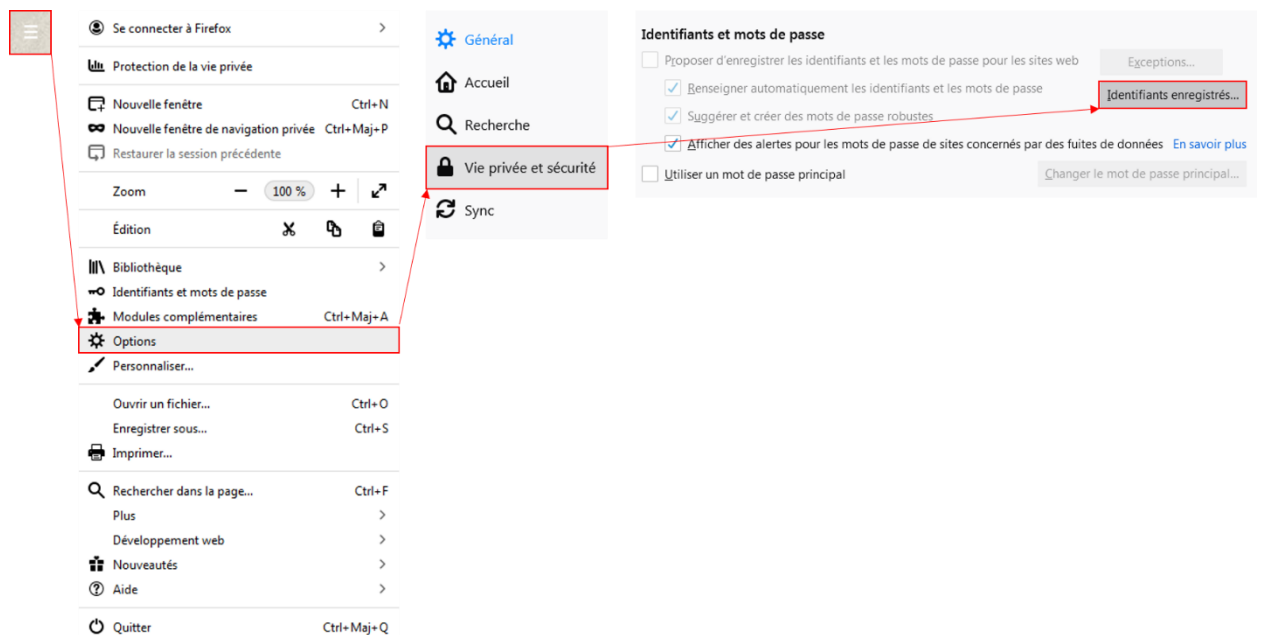 Se connecter à Firefox
Protection de la vie privée
Nouvelle fenêtre Ctrl+N
Nouvelle fenêtre de navigation privée Ctrl+Maj+P
Restaurer la session précédente
Zoom 100 %
Édition
Bibliothèque
Identifiants et mots de passe
Modules complémentaires Ctrl+Maj+A
Options
Personnaliser...
Ouvrir un fichier... Ctrl+O
Enregistrer sous... Ctrl+S
Imprimer...
Rechercher dans la page... Ctrl+F
Plus
Développement web
Nouveautés
Aide
Quitter Ctrl+Maj+Q
Général
Accueil
Recherche
Vie privée et sécurité
Sync
Identifiants et mots de passe
Proposer d'enregistrer les identifiants et les mots de passe pour les sites web Exceptions...
Renseigner automatiquement les identifiants et les mots de passe Identifiants enregistrés...
Suggérer et créer des mots de passe robustes
Afficher des alertes pour les mots de passe de sites concernés par des fuites de données En savoir plus
Utiliser un mot de passe principal Changer le mot de passe principal...